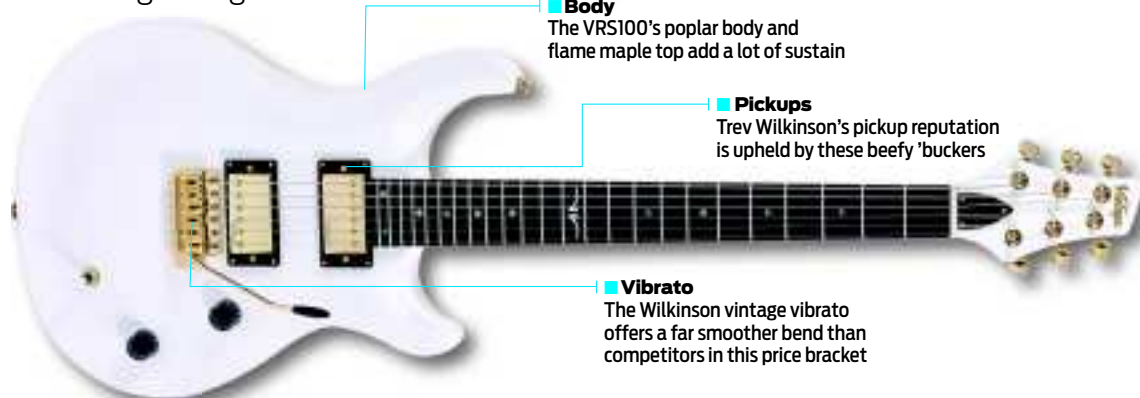 Body
The VRS100's poplar body and
flame maple top add a lot of sustain
Pickups
Trev Wilkinson's pickup reputation
is upheld by these beefy 'buckers
Vibrato
The Wilkinson vintage vibrato
offers a far smoother bend than
competitors in this price bracket